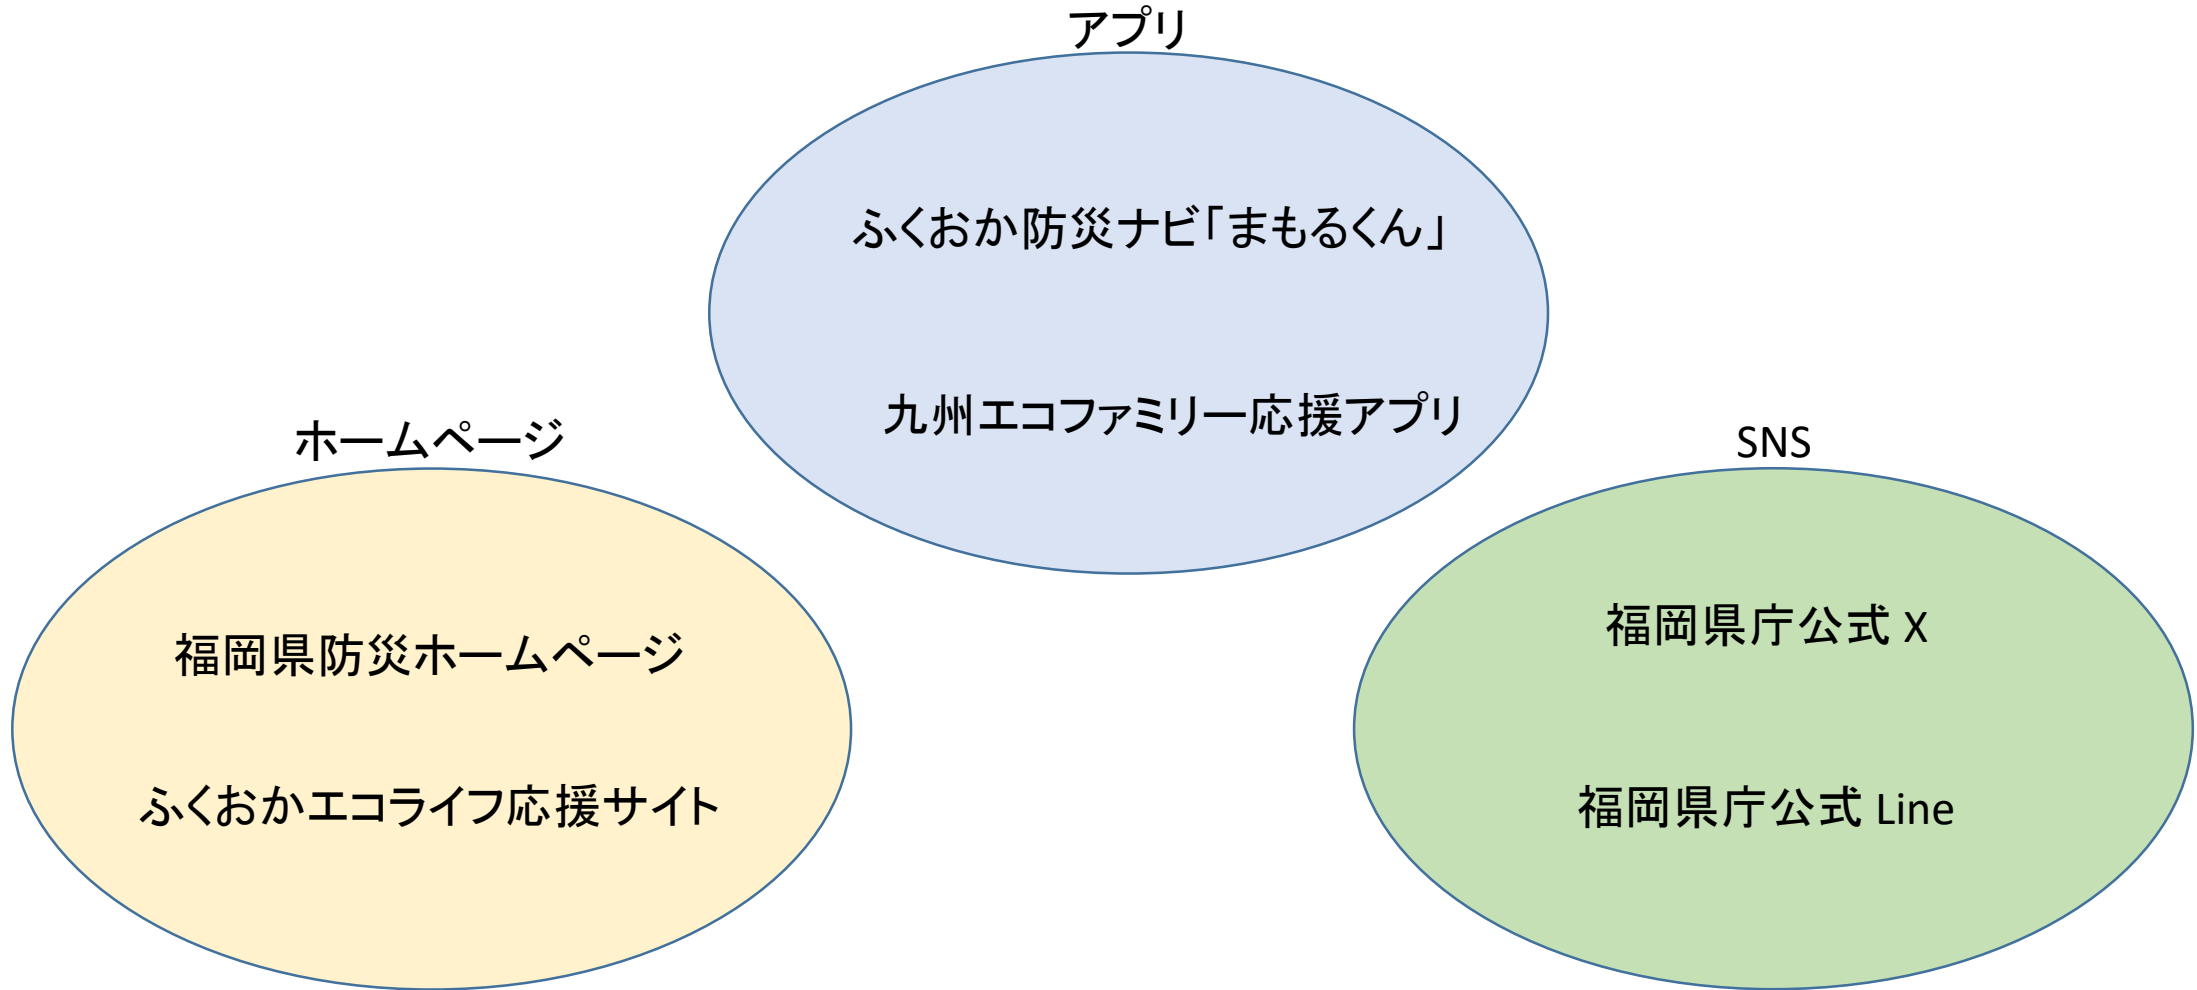 アプリ
ふくおか防災ナビ「まもるくん」
九州エコファミリー応援アプリ
ホームページ
福岡県防災ホームページ
ふくおかエコライフ応援サイト
SNS
福岡県庁公式 X
福岡県庁公式 Line